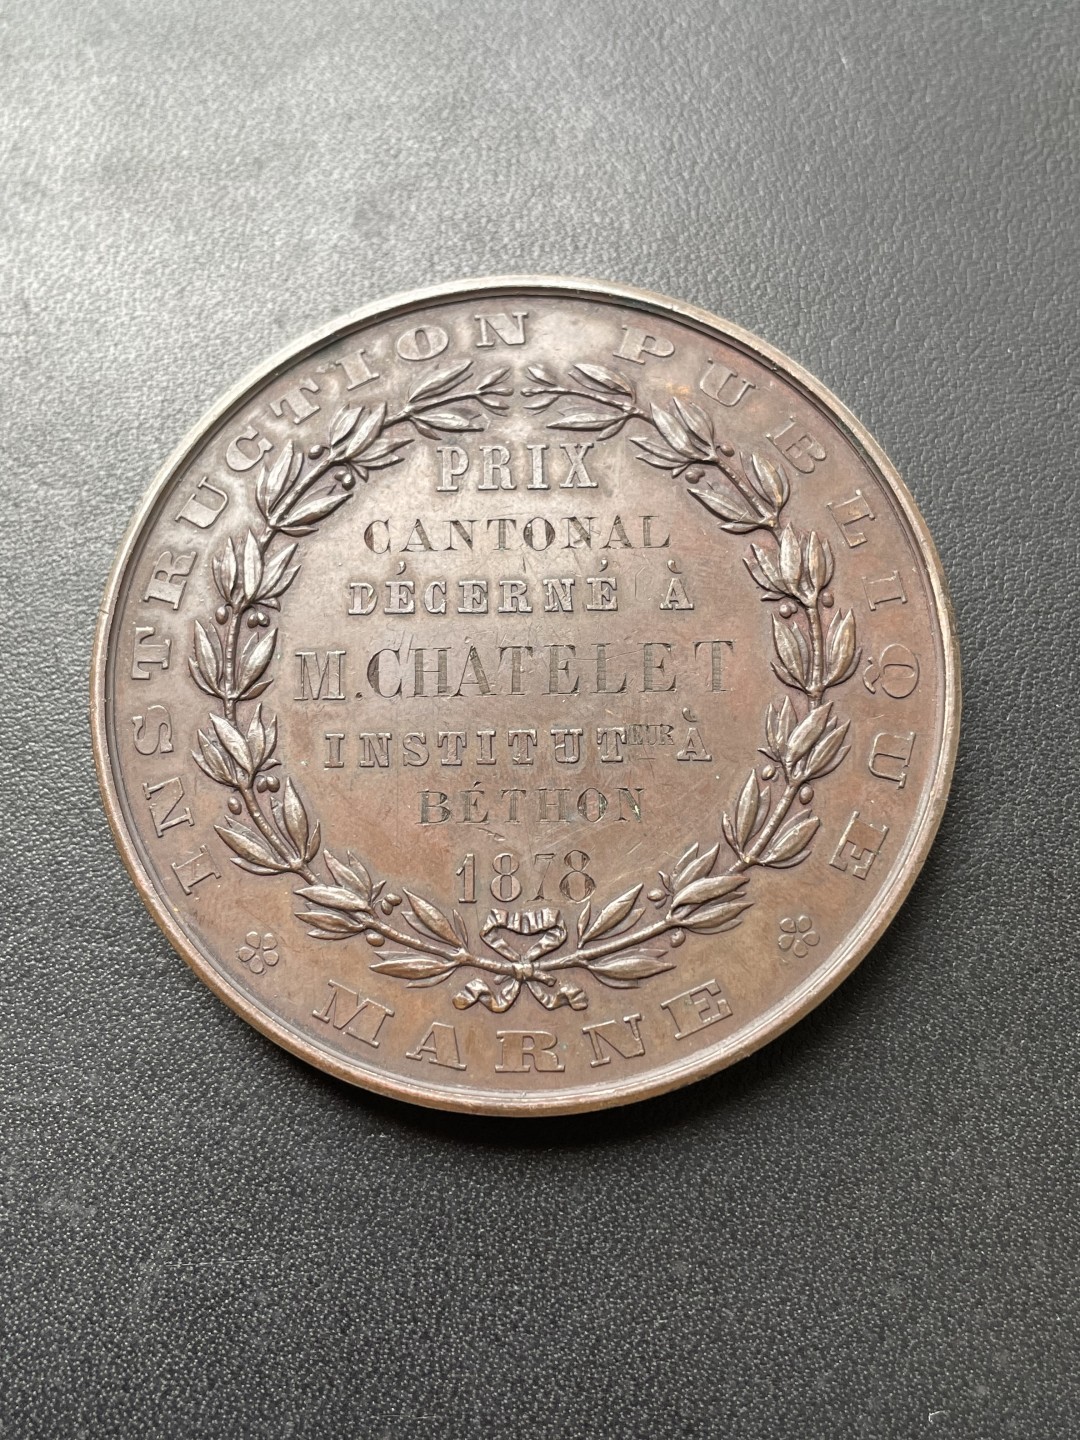 INSTRUCTION PUBLIQUE
PRIX
CANTONAL
DÉCERNÉ À
M. CHATELET
INSTITUTEUR À
BÉTHON
1878
MARNE